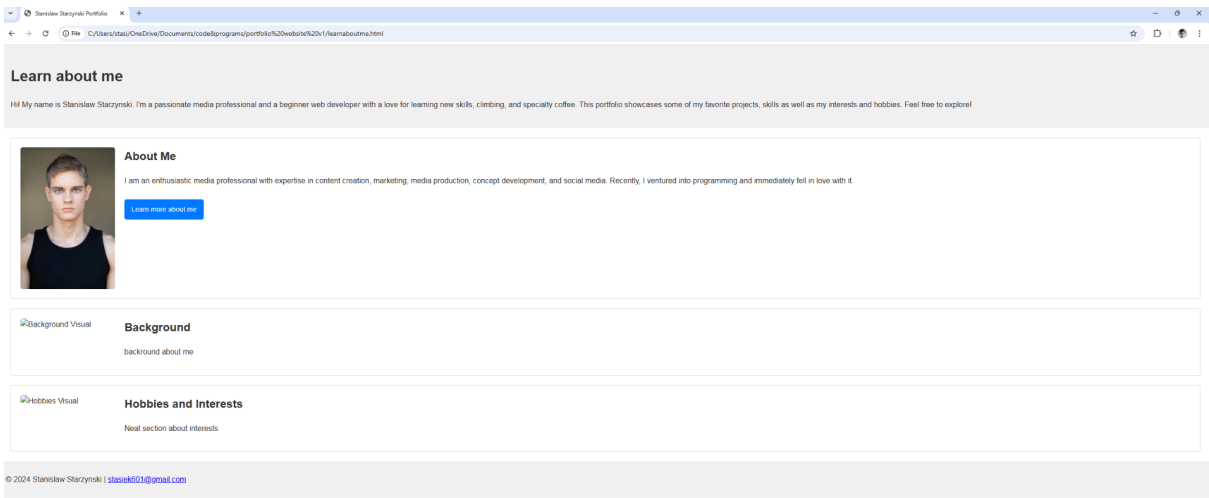 Stanislaw Starzynski Portfolio
File C:/Users/stasi/OneDrive/Documents/code&programs/portfolio%20website%20v1/learnaboutme.html
Learn about me
Hi! My name is Stanislaw Starzynski. I'm a passionate media professional and a beginner web developer with a love for learning new skills, climbing, and specialty coffee. This portfolio showcases some of my favorite projects, skills as well as my interests and hobbies. Feel free to explore!
About Me
I am an enthusiastic media professional with expertise in content creation, marketing, media production, concept development, and social media. Recently, I ventured into programming and immediately fell in love with it.
Learn more about me
Background Visual
Background
backround about me
Hobbies Visual
Hobbies and Interests
Neat section about interests
© 2024 Stanislaw Starzynski | stasiek601@gmail.com